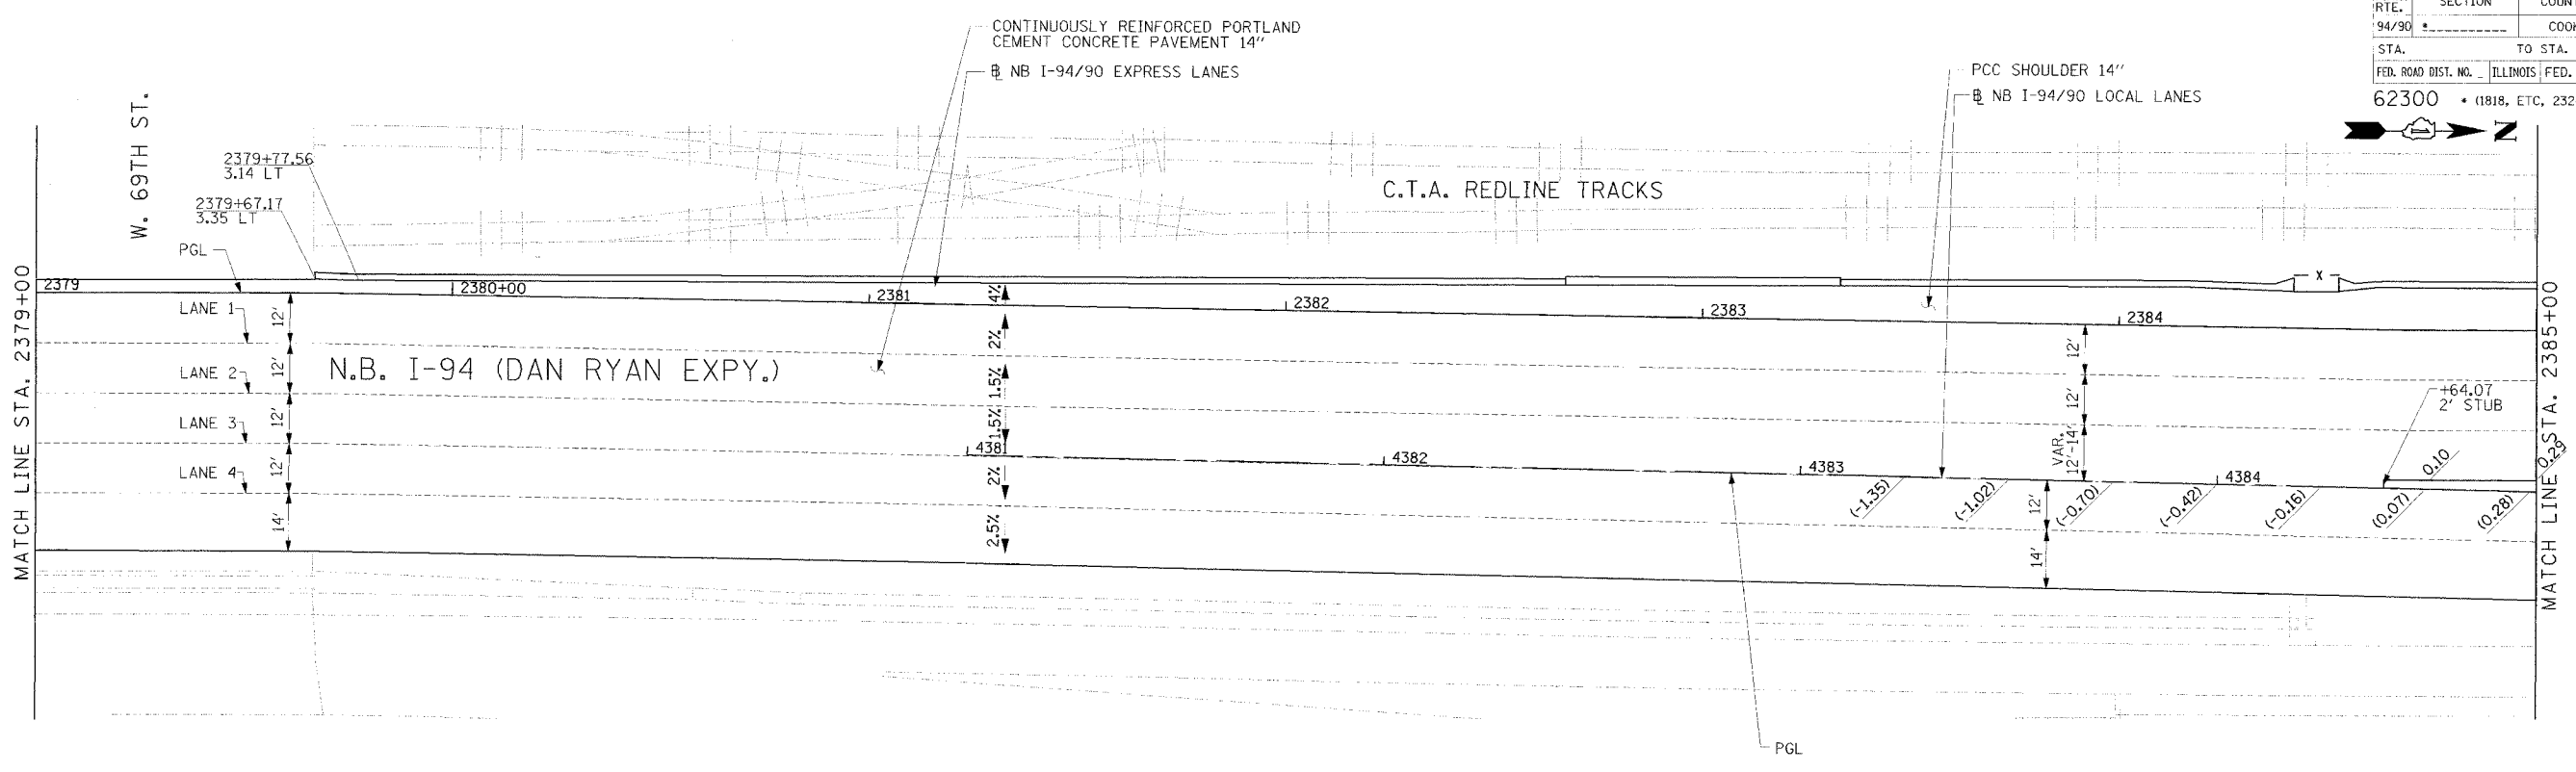 RTE.
SECTION
94/90 *
STA.
TO STA.
FED. ROAD DIST. NO. _ ILLINOIS FED.
62300 * (1818, ETC, 232
CONTINUOUSLY REINFORCED PORTLAND
CEMENT CONCRETE PAVEMENT 14"
NB I-94/90 EXPRESS LANES
PCC SHOULDER 14"
NB I-94/90 LOCAL LANES
W. 69TH ST.
2379+77.56
3.14 LT
2379+67.17
3.35 LT
PGL
C.T.A. REDLINE TRACKS
MATCH LINE STA. 2379+00
2379
2380+00
2381
2382
2383
2384
X
LANE 1
12'
LANE 2
12'
LANE 3
12'
LANE 4
12'
14'
N.B. I-94 (DAN RYAN EXPY.)
4%
2%
1.5%
1.5%
2%
2.5%
4381
4382
4383
4384
12'
12'
VAR.
12'-14'
12'
14'
+64.07
2' STUB
0.10
0.29
(-1.35)
(-1.02)
(-0.70)
(-0.42)
(-0.16)
(0.07)
(0.28)
MATCH LINE STA. 2385+00
PGL